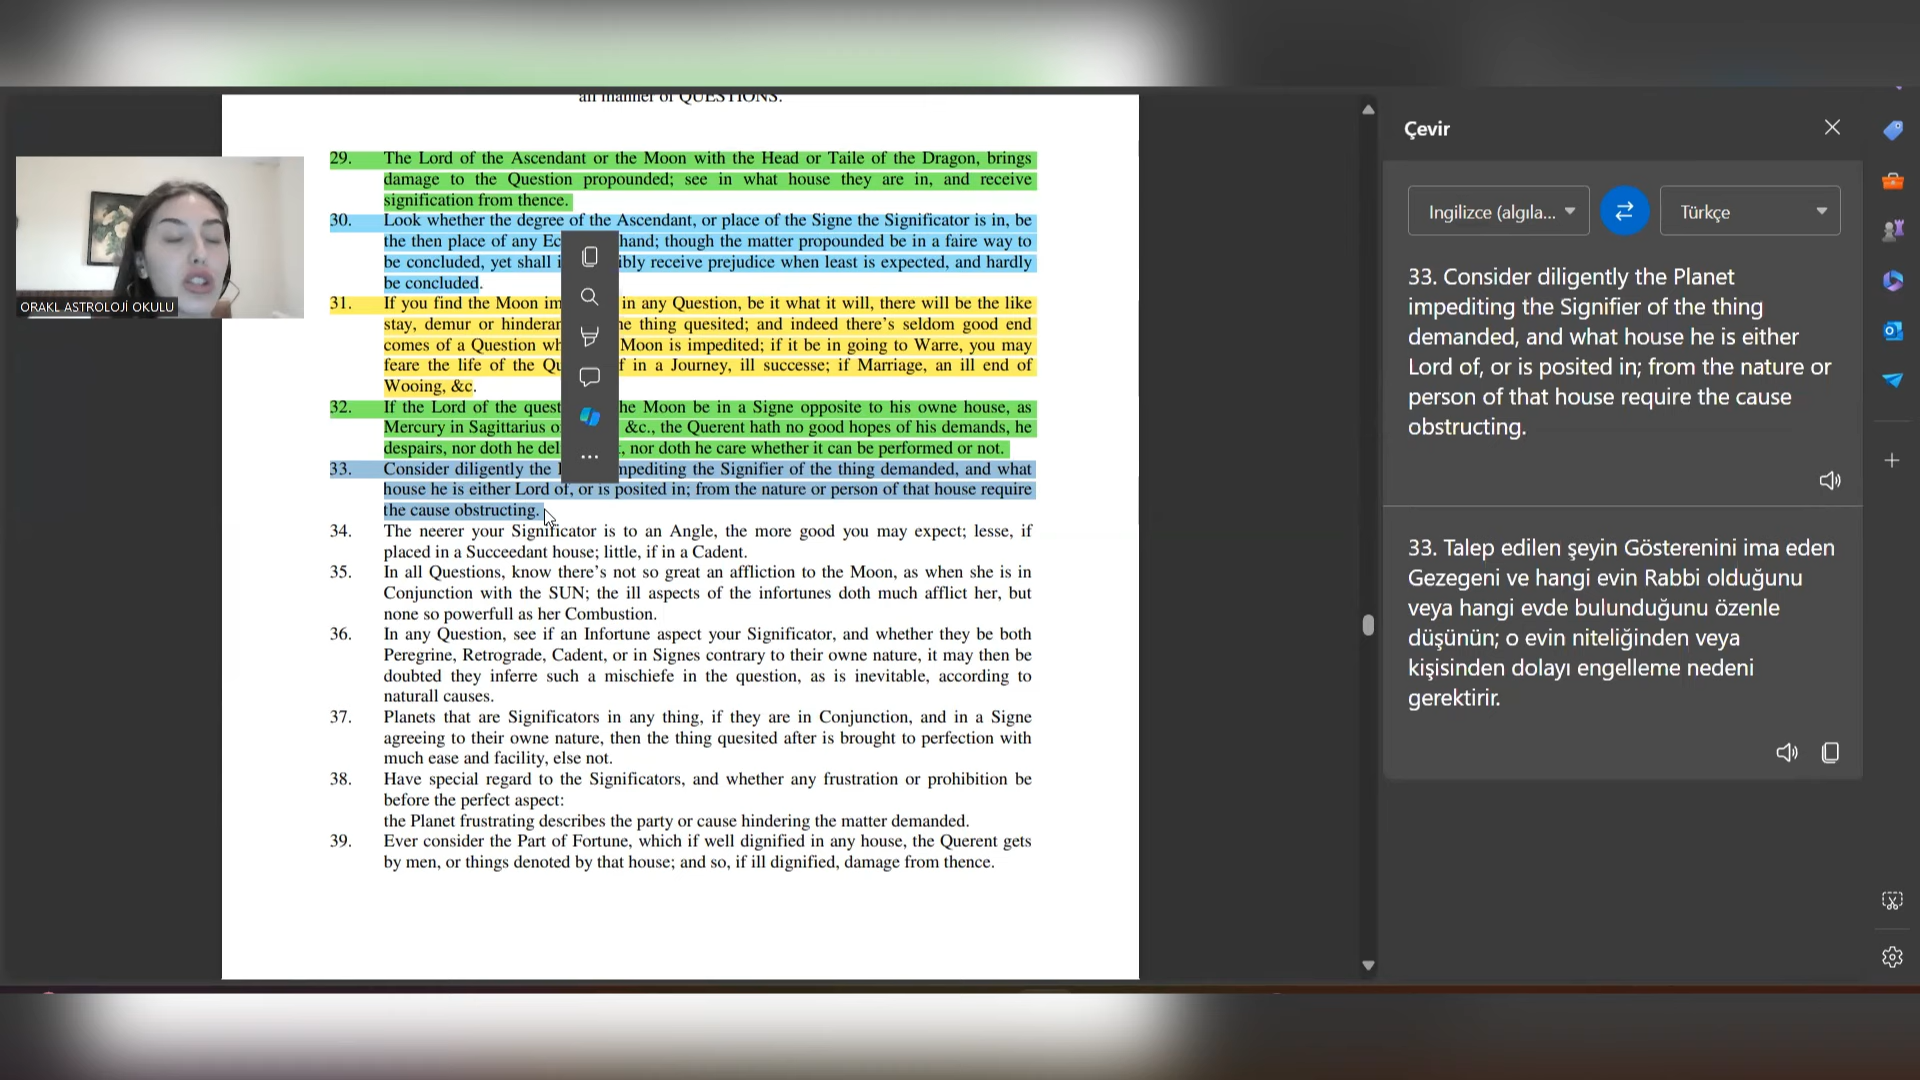 an manner of QUESTIONS.
29. The Lord of the Ascendant or the Moon with the Head or Taile of the Dragon, brings
damage to the Question propounded; see in what house they are in, and receive
signification from thence.
30. Look whether the degree of the Ascendant, or place of the Signe the Significator is in, be
the then place of any Ec hand; though the matter propounded be in a faire way to
be concluded, yet shall i ibly receive prejudice when least is expected, and hardly
be concluded.
31. If you find the Moon im in any Question, be it what it will, there will be the like
stay, demur or hinderan e thing quesited; and indeed there's seldom good end
comes of a Question wh Moon is impedited; if it be in going to Warre, you may
feare the life of the Qu f in a Journey, ill successe; if Marriage, an ill end of
Wooing, &c.
32. If the Lord of the quest he Moon be in a Signe opposite to his owne house, as
Mercury in Sagittarius o &c., the Querent hath no good hopes of his demands, he
despairs, nor doth he del , nor doth he care whether it can be performed or not.
33. Consider diligently the mpediting the Signifier of the thing demanded, and what
house he is either Lord of, or is posited in; from the nature or person of that house require
the cause obstructing.
34. The neerer your Significator is to an Angle, the more good you may expect; lesse, if
placed in a Succeedant house; little, if in a Cadent.
35. In all Questions, know there's not so great an affliction to the Moon, as when she is in
Conjunction with the SUN; the ill aspects of the infortunes doth much afflict her, but
none so powerfull as her Combustion.
36. In any Question, see if an Infortune aspect your Significator, and whether they be both
Peregrine, Retrograde, Cadent, or in Signes contrary to their owne nature, it may then be
doubted they inferre such a mischiefe in the question, as is inevitable, according to
naturall causes.
37. Planets that are Significators in any thing, if they are in Conjunction, and in a Signe
agreeing to their owne nature, then the thing quesited after is brought to perfection with
much ease and facility, else not.
38. Have special regard to the Significators, and whether any frustration or prohibition be
before the perfect aspect:
the Planet frustrating describes the party or cause hindering the matter demanded.
39. Ever consider the Part of Fortune, which if well dignified in any house, the Querent gets
by men, or things denoted by that house; and so, if ill dignified, damage from thence.
ORAKL ASTROLOJİ OKULU
Çevir
İngilizce (algıla...
Türkçe
33. Consider diligently the Planet
impediting the Signifier of the thing
demanded, and what house he is either
Lord of, or is posited in; from the nature or
person of that house require the cause
obstructing.
33. Talep edilen şeyin Gösterenini ima eden
Gezegeni ve hangi evin Rabbi olduğunu
veya hangi evde bulunduğunu özenle
düşünün; o evin niteliğinden veya
kişisinden dolayı engelleme nedeni
gerektirir.